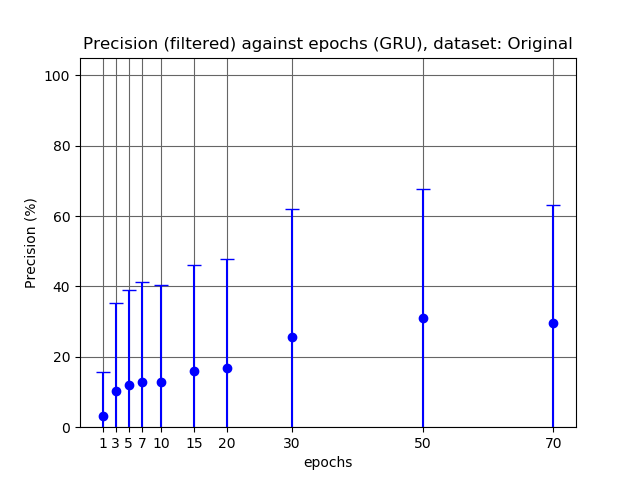 Precision (filtered) against epochs (GRU), dataset: Original
100
80
60
40
20
0
Precision (%)
1 3 5 7 10 15 20 30 50 70
epochs